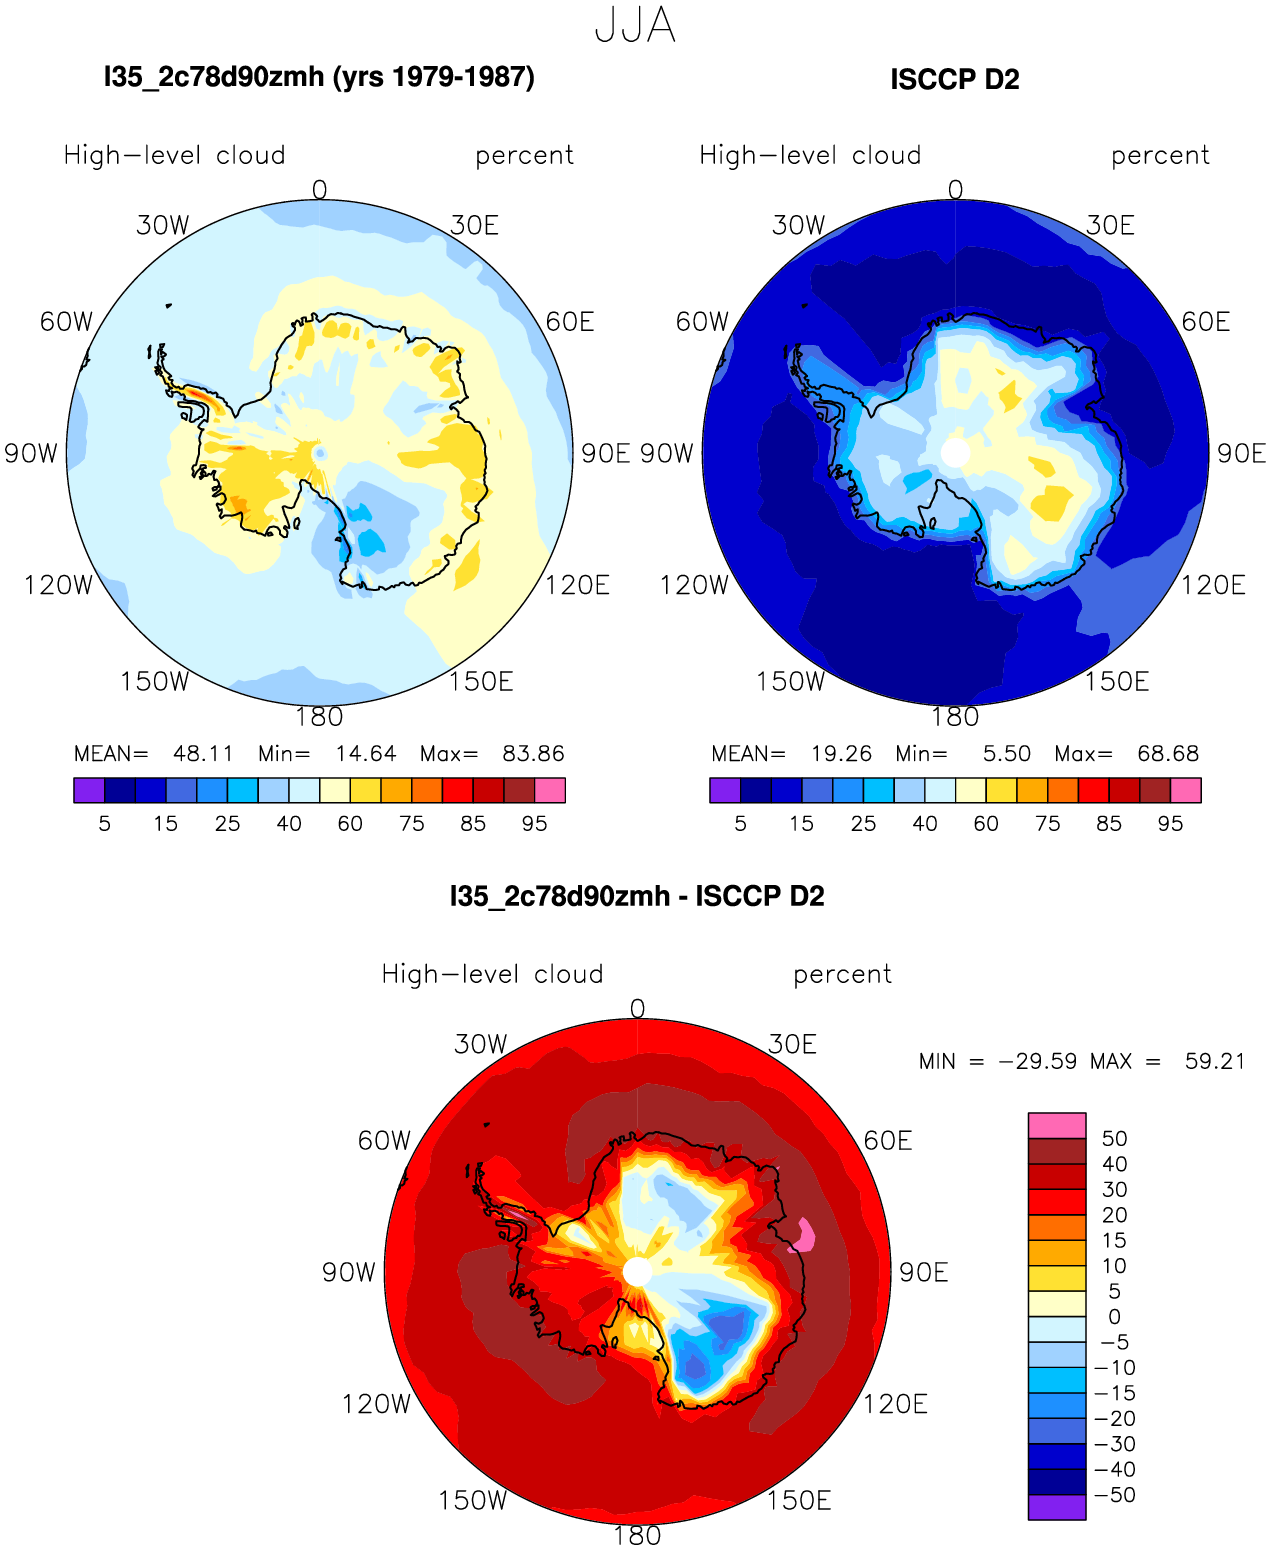 JJA
I35_2c78d90zmh (yrs 1979-1987)
ISCCP D2
High-level cloud percent
High-level cloud percent
0
30W 30E
60W 60E
90W 90E
120W 120E
150W 150E
180
0
30W 30E
60W 60E
90W 90E
120W 120E
150W 150E
180
MEAN= 48.11 Min= 14.64 Max= 83.86
5 15 25 40 60 75 85 95
MEAN= 19.26 Min= 5.50 Max= 68.68
5 15 25 40 60 75 85 95
I35_2c78d90zmh - ISCCP D2
High-level cloud percent
0
30W 30E
60W 60E
90W 90E
120W 120E
150W 150E
180
MIN = -29.59 MAX = 59.21
50
40
30
20
15
10
5
0
-5
-10
-15
-20
-30
-40
-50